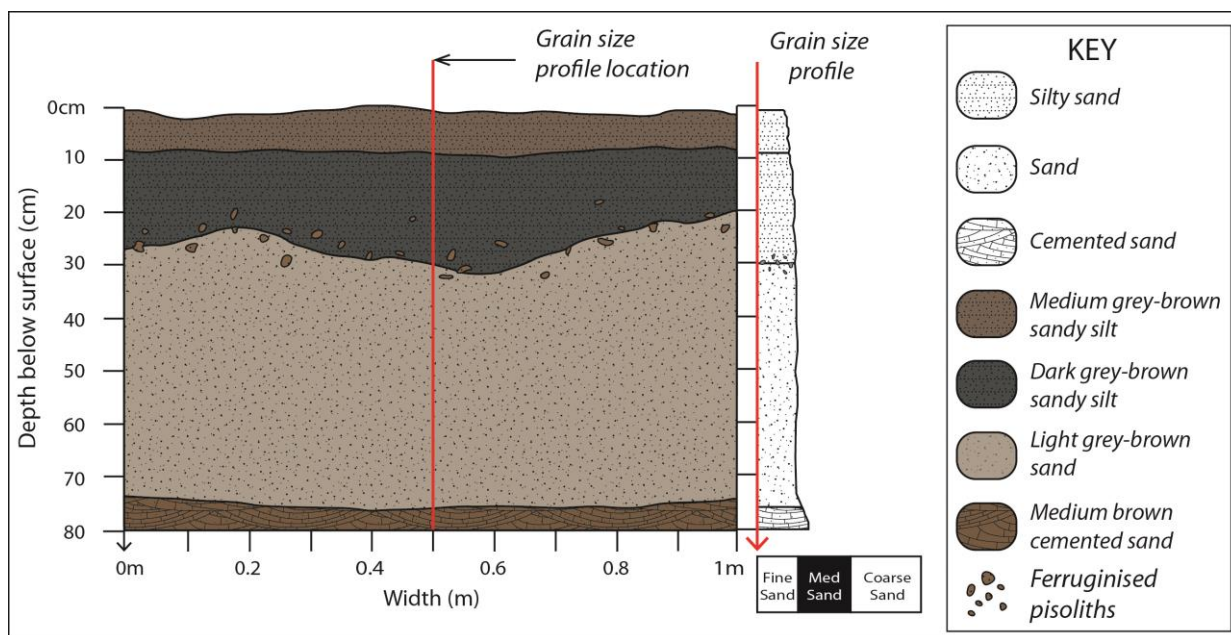 Grain size
profile location
Grain size
profile
0cm
10
20
30
40
50
60
70
80
Depth below surface (cm)
0m
0.2
0.4
0.6
0.8
1m
Width (m)
Fine
Sand
Med
Sand
Coarse
Sand
KEY
Silty sand
Sand
Cemented sand
Medium grey-brown
sandy silt
Dark grey-brown
sandy silt
Light grey-brown
sand
Medium brown
cemented sand
Ferruginised
pisoliths